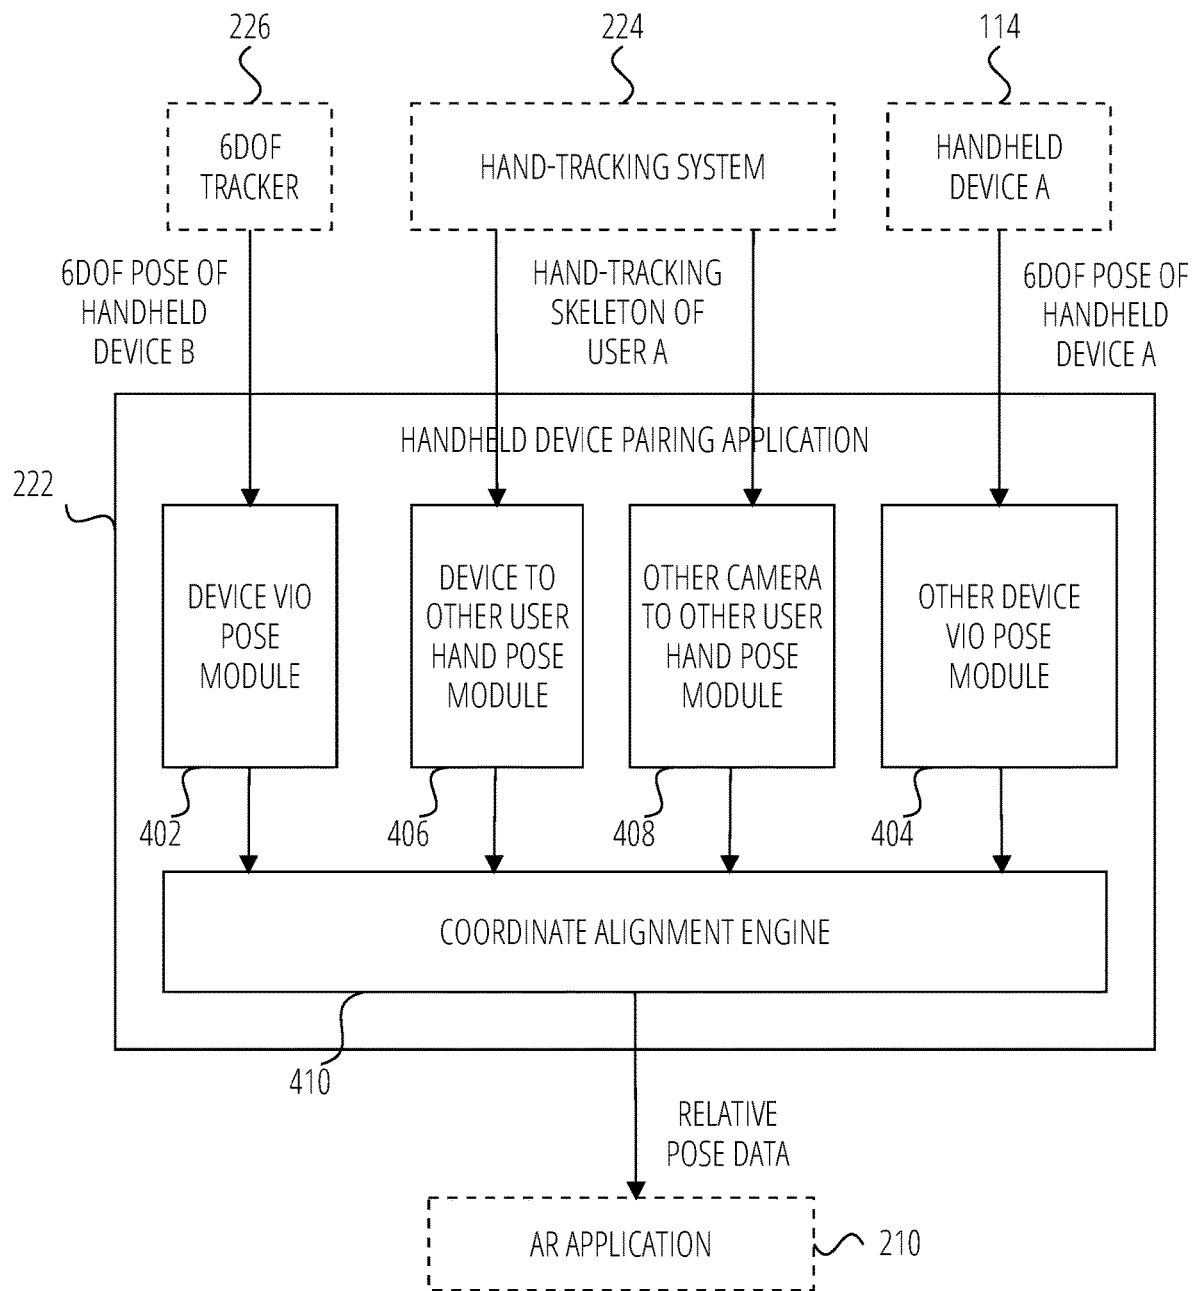 226
224
114
6DOF
TRACKER
HAND-TRACKING SYSTEM
HANDHELD
DEVICE A
6DOF POSE OF
HANDHELD
DEVICE B
HAND-TRACKING
SKELETON OF
USER A
6DOF POSE OF
HANDHELD
DEVICE A
HANDHELD DEVICE PAIRING APPLICATION
222
DEVICE VIO
POSE
MODULE
DEVICE TO
OTHER USER
HAND POSE
MODULE
OTHER CAMERA
TO OTHER USER
HAND POSE
MODULE
OTHER DEVICE
VIO POSE
MODULE
402
406
408
404
COORDINATE ALIGNMENT ENGINE
410
RELATIVE
POSE DATA
AR APPLICATION
210